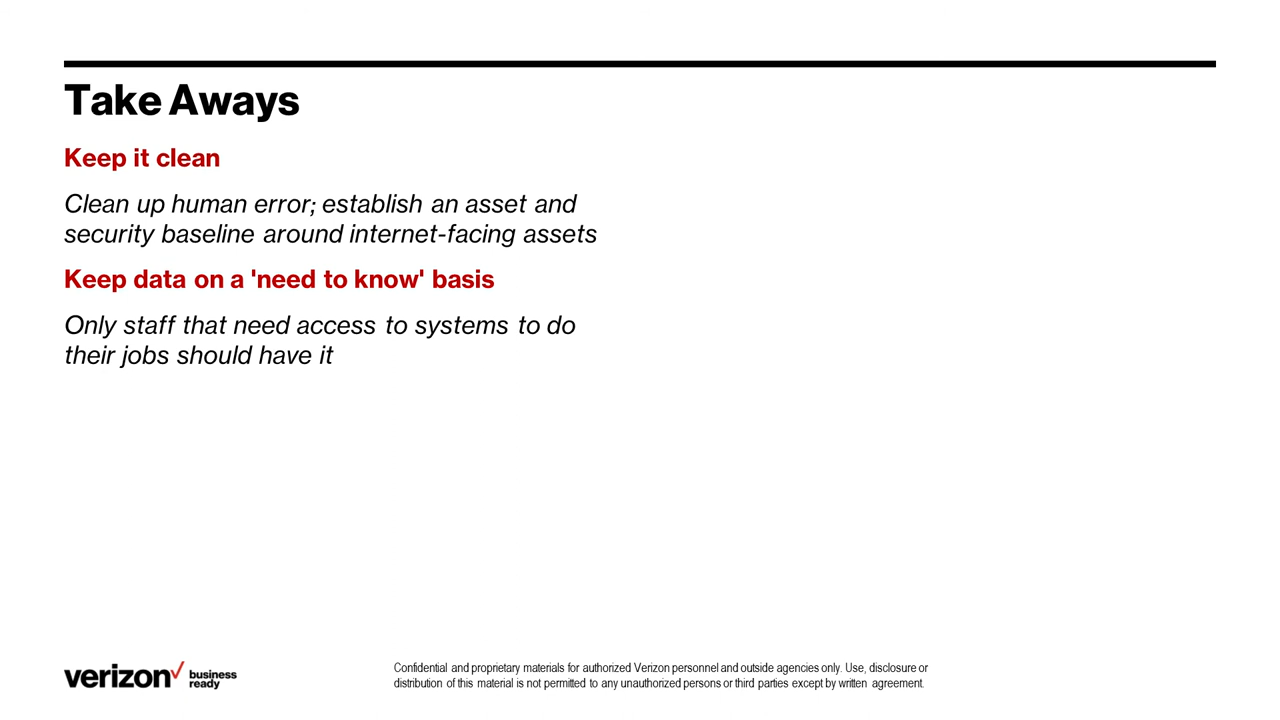 Take Aways
Keep it clean
Clean up human error; establish an asset and
security baseline around internet-facing assets
Keep data on a 'need to know' basis
Only staff that need access to systems to do
their jobs should have it
verizon✓ business
ready
Confidential and proprietary materials for authorized Verizon personnel and outside agencies only. Use, disclosure or
distribution of this material is not permitted to any unauthorized persons or third parties except by written agreement.